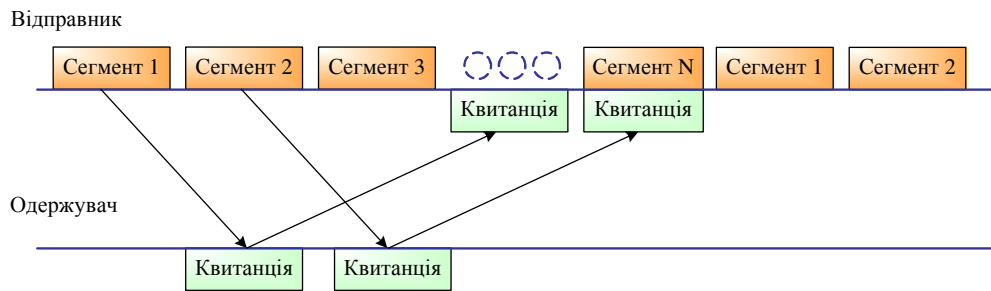 Відправник
Сегмент 1 Сегмент 2 Сегмент 3 Сегмент N Сегмент 1 Сегмент 2
Квитанція Квитанція
Одержувач
Квитанція Квитанція